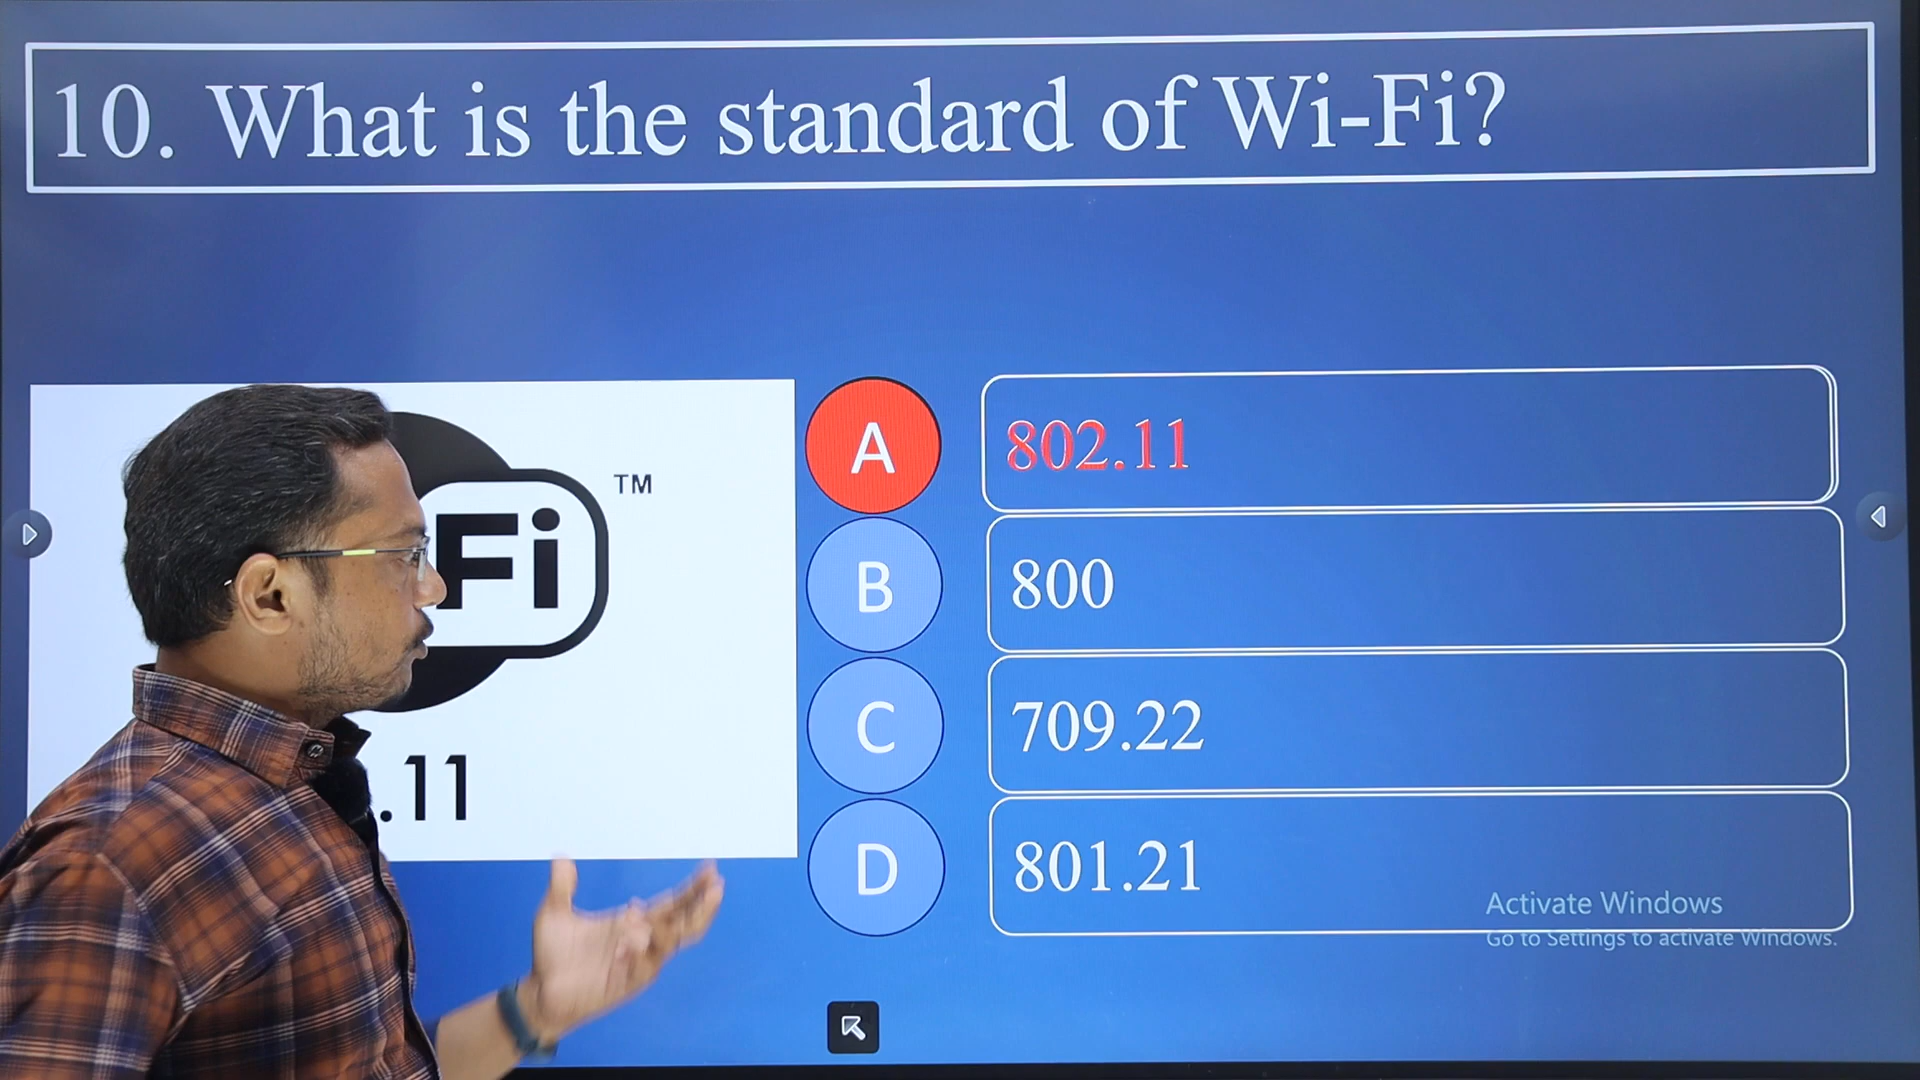 10. What is the standard of Wi-Fi?
Fi
TM
.11
A
802.11
B
800
C
709.22
D
801.21
Activate Windows
Go to Settings to activate Windows.